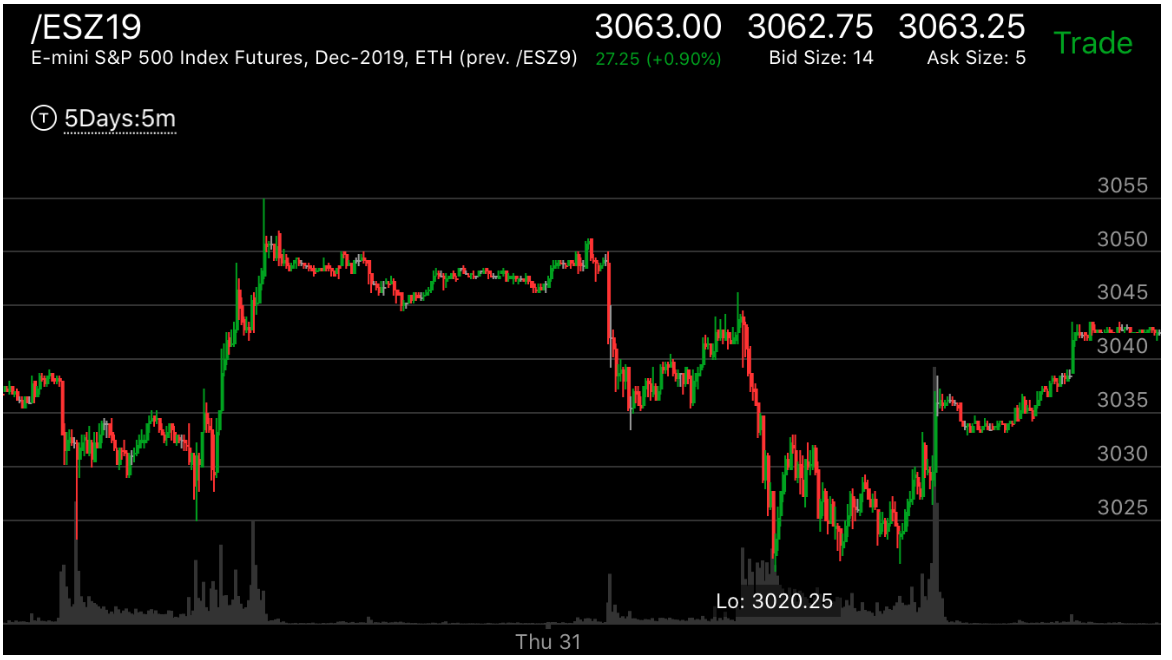 /ESZ19 3063.00 3062.75 3063.25 Trade
E-mini S&P 500 Index Futures, Dec-2019, ETH (prev. /ESZ9) 27.25 (+0.90%) Bid Size: 14 Ask Size: 5
T 5Days:5m
3055
3050
3045
3040
3035
3030
3025
Lo: 3020.25
Thu 31